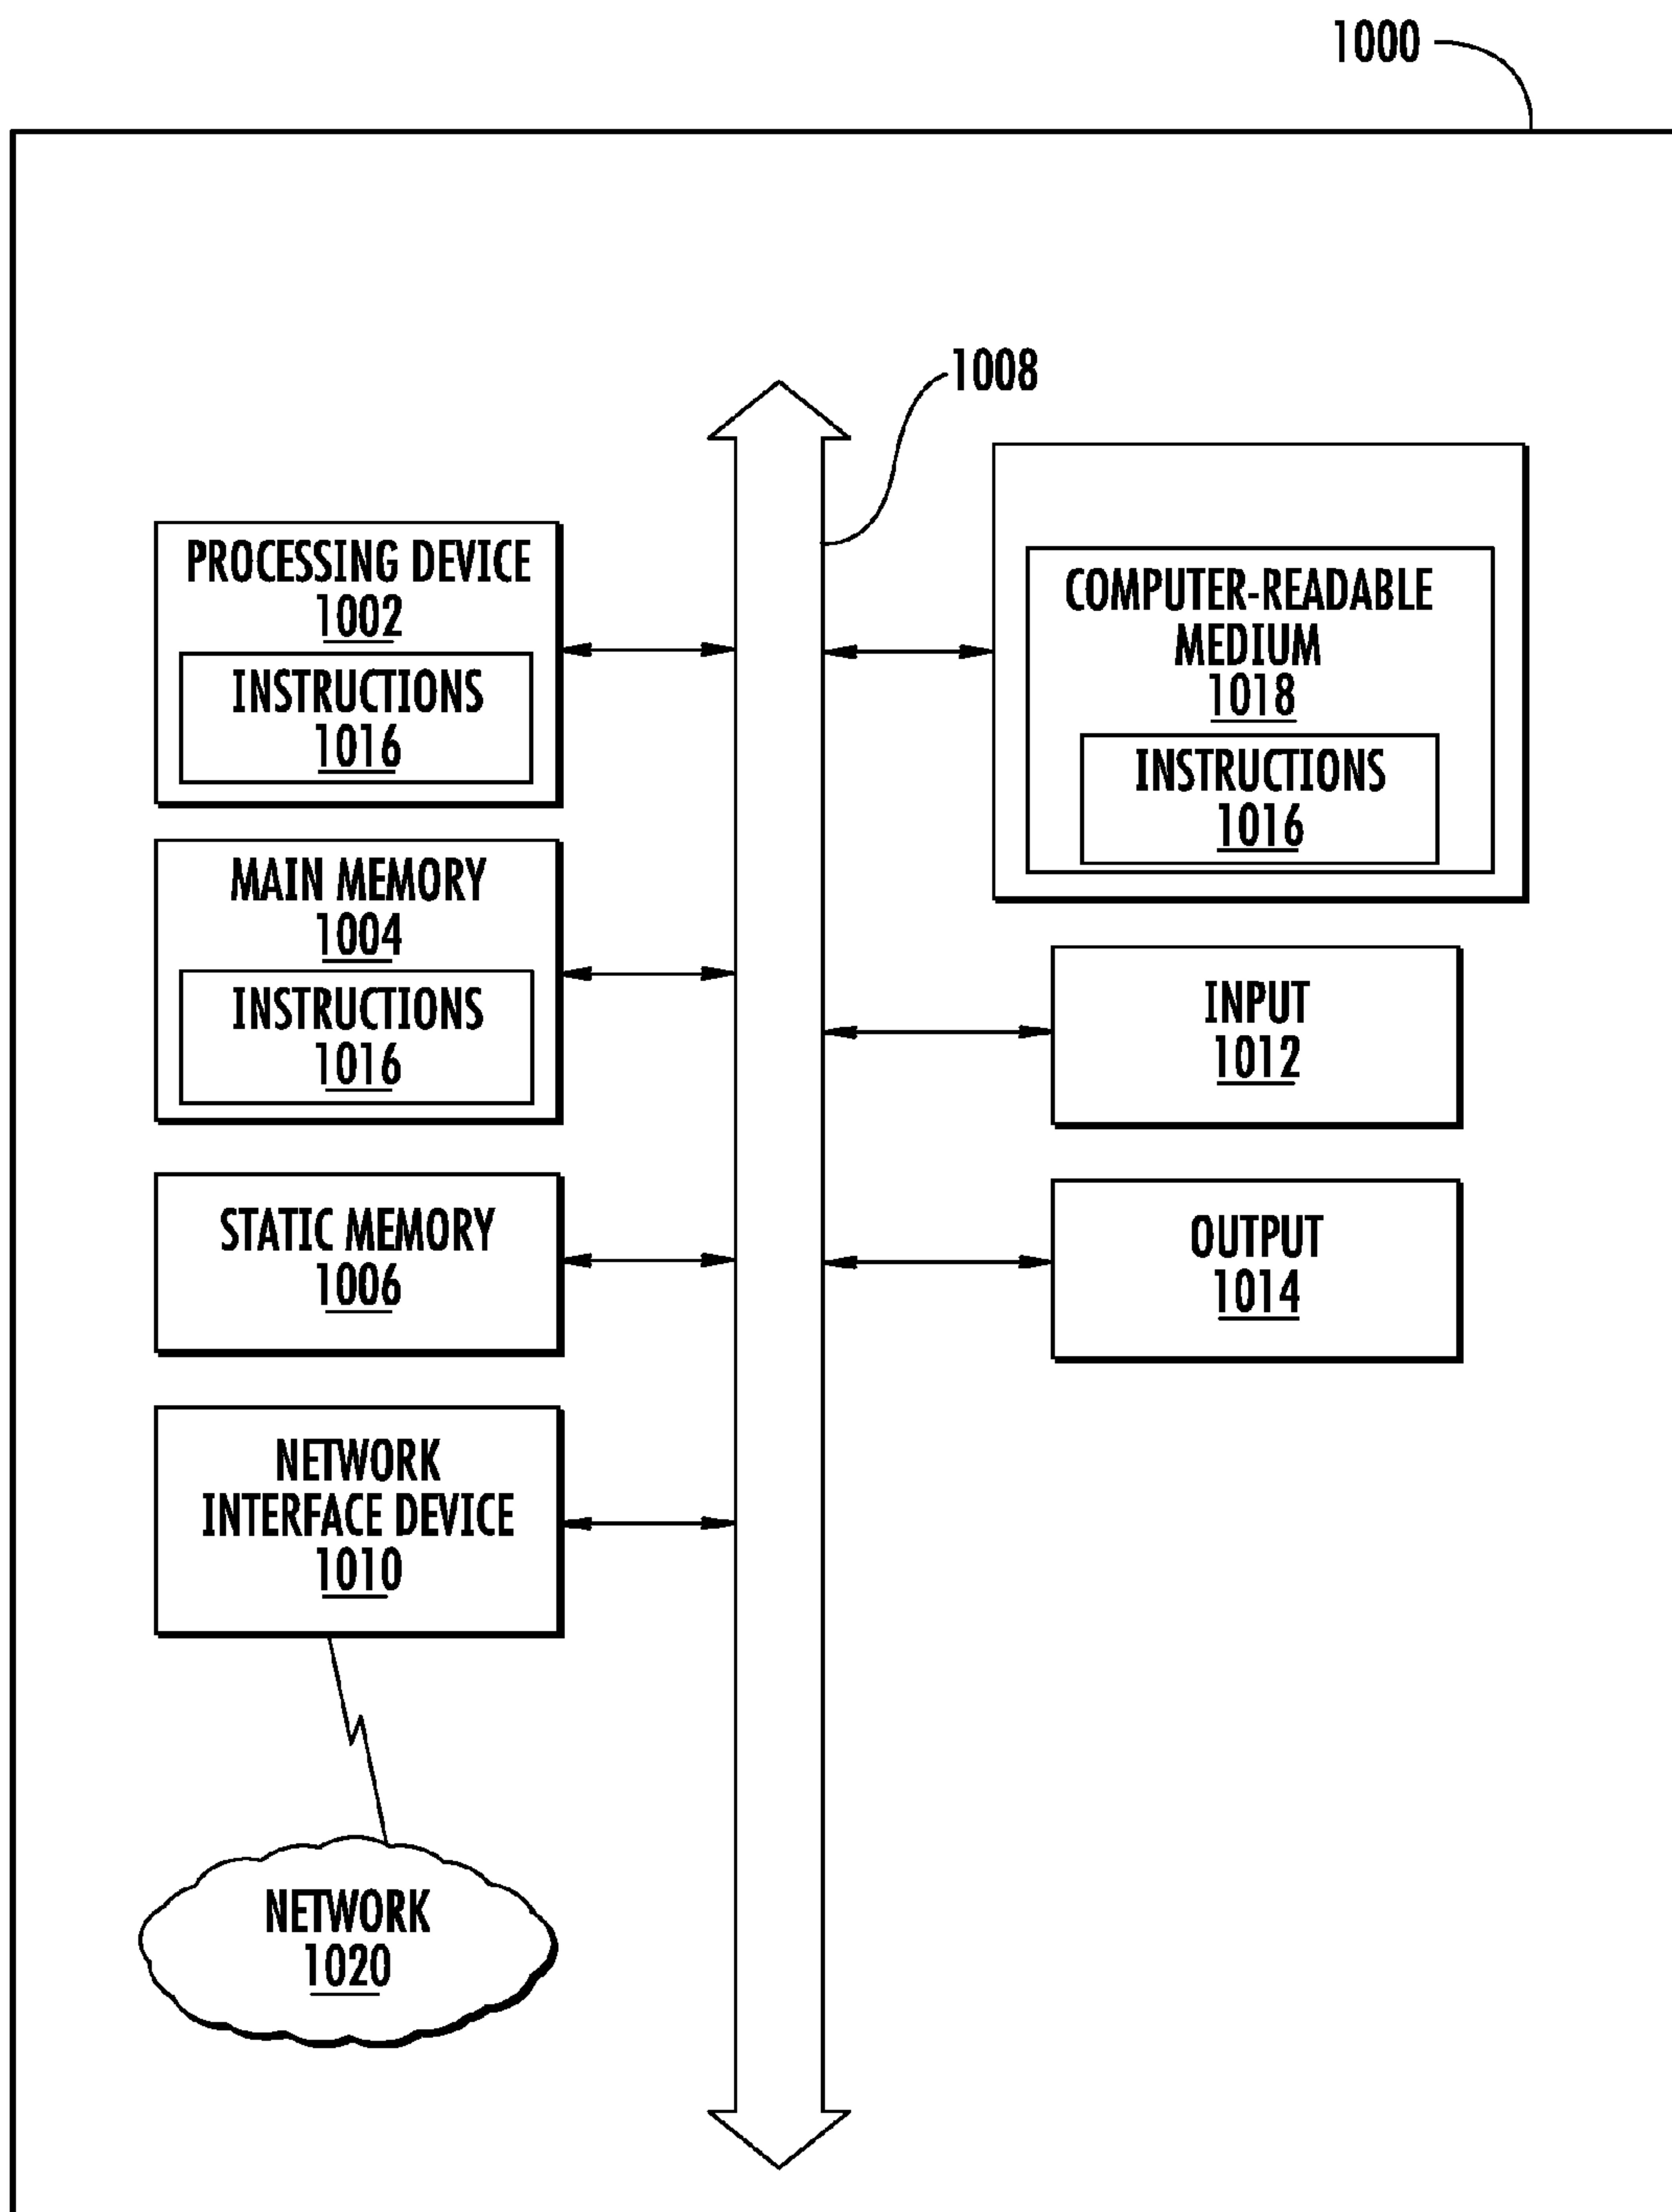 1000
1008
PROCESSING DEVICE
1002
INSTRUCTIONS
1016
MAIN MEMORY
1004
INSTRUCTIONS
1016
STATIC MEMORY
1006
NETWORK
INTERFACE DEVICE
1010
NETWORK
1020
COMPUTER-READABLE
MEDIUM
1018
INSTRUCTIONS
1016
INPUT
1012
OUTPUT
1014